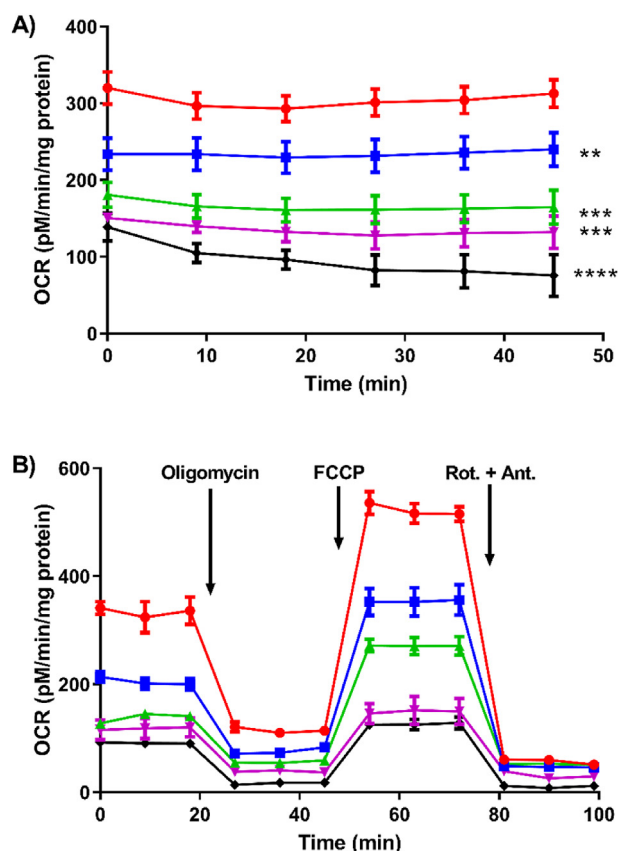 A)
OCR (pM/min/mg protein)
400
300
200
100
0
**
***
***
****
0 10 20 30 40 50
Time (min)
B)
OCR (pM/min/mg protein)
600
400
200
0
Oligomycin FCCP Rot. + Ant.
0 20 40 60 80 100
Time (min)